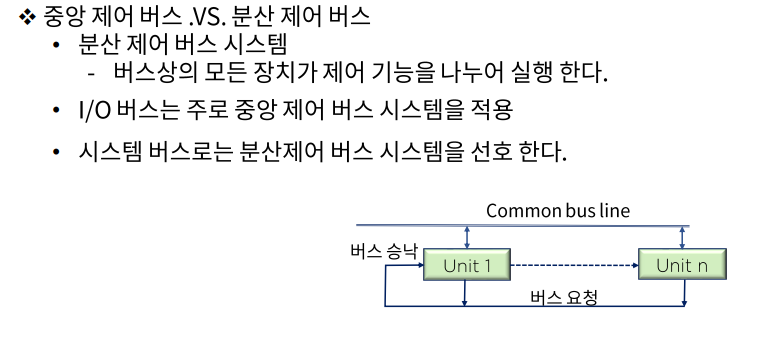 ❖ 중앙 제어 버스 .VS. 분산 제어 버스
• 분산 제어 버스 시스템
- 버스상의 모든 장치가 제어 기능을 나누어 실행 한다.
• I/O 버스는 주로 중앙 제어 버스 시스템을 적용
• 시스템 버스로는 분산제어 버스 시스템을 선호 한다.
Common bus line
버스 승낙
Unit 1
Unit n
버스 요청